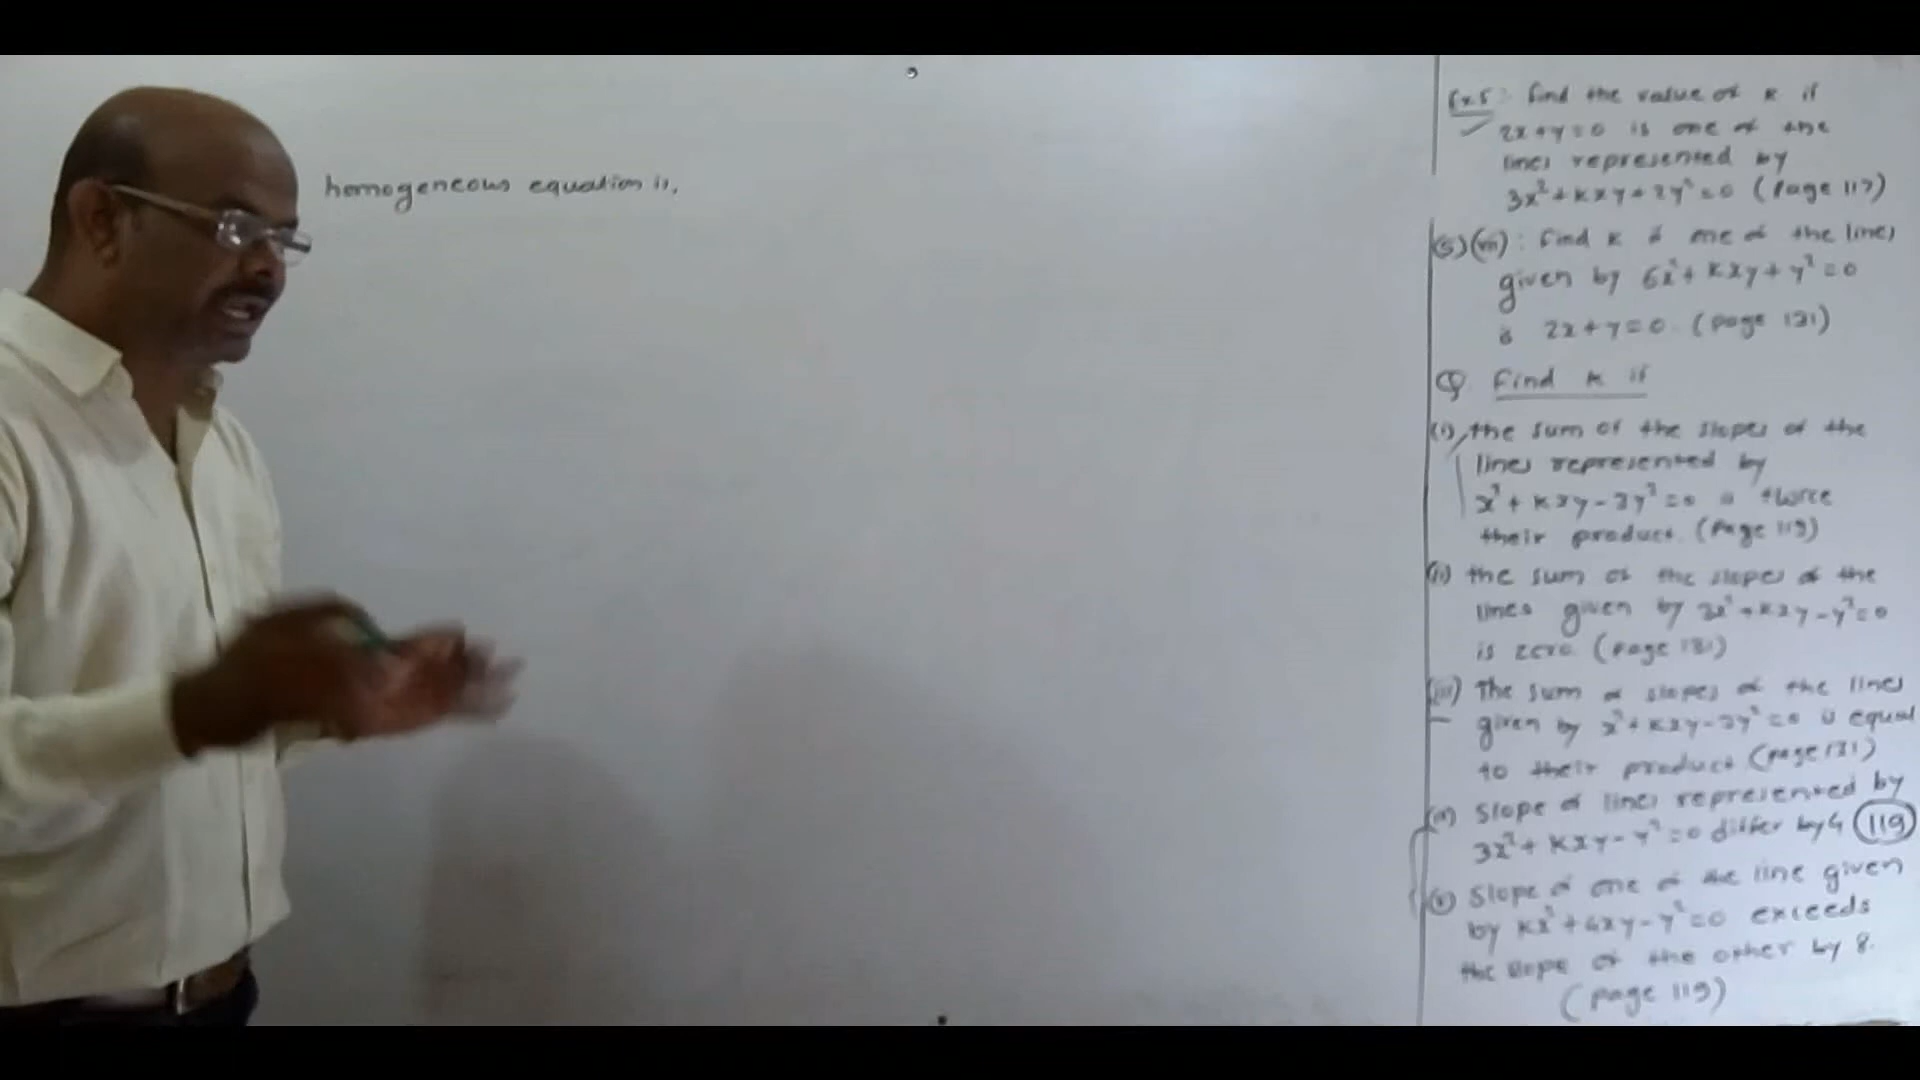 homogeneous equation is,
Ex 5: Find the value of k if
2x+y=0 is one of the
lines represented by
3x²+kxy+2y²=0 (Page 117)
(5)(vii): Find k if one of the lines
given by 6x²+kxy+y²=0
is 2x+y=0. (page 131)
Q Find k if
(i) the sum of the slopes of the
lines represented by
x²+kxy-3y²=0 is twice
their product. (Page 119)
(ii) the sum of the slopes of the
lines given by 3x²+kxy-y²=0
is zero (page 131)
(iii) The sum of slopes of the lines
given by x²+kxy-3y²=0 is equal
to their product (page 131)
(iv) Slope of lines represented by
3x²+kxy-y²=0 differ by 4 119
(v) Slope of one of the line given
by kx²+4xy-y²=0 exceeds
the slope of the other by 8.
(page 119)